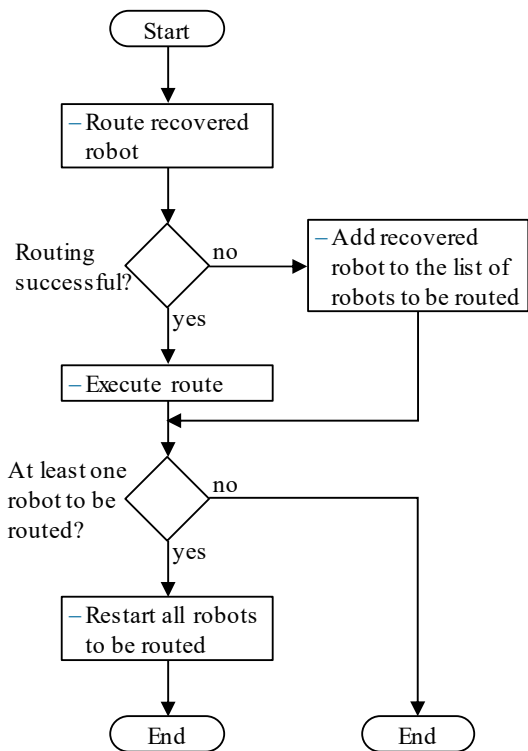 Start
– Route recovered
robot
Routing
successful?
no
– Add recovered
robot to the list of
robots to be routed
yes
– Execute route
At least one
robot to be
routed?
no
yes
– Restart all robots
to be routed
End
End